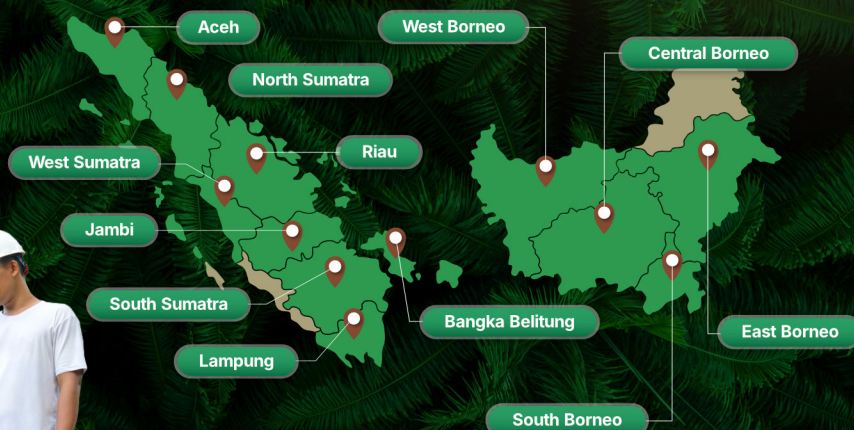 Aceh
West Borneo
Central Borneo
North Sumatra
Riau
West Sumatra
Jambi
South Sumatra
Bangka Belitung
East Borneo
Lampung
South Borneo